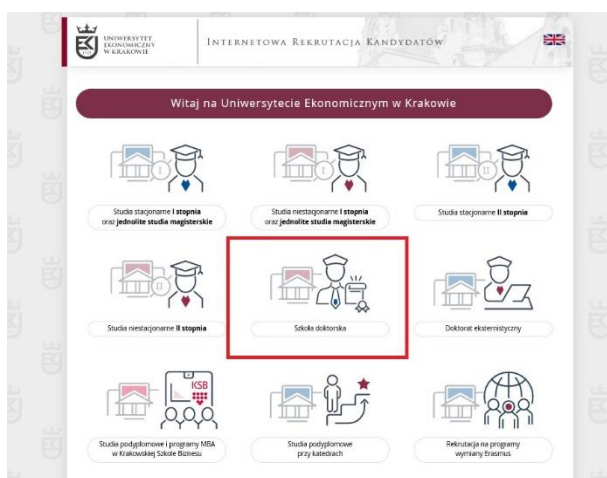 UNIWERSYTET
EKONOMICZNY
W KRAKOWIE
INTERNETOWA REKRUTACJA KANDYDATÓW
Witaj na Uniwersytecie Ekonomicznym w Krakowie
I
I
II
Studia stacjonarne I stopnia
oraz jednolite studia magisterskie
Studia niestacjonarne I stopnia
oraz jednolite studia magisterskie
Studia stacjonarne II stopnia
II
Studia niestacjonarne II stopnia
Szkoła doktorska
Doktorat eksternistyczny
KSB
Studia podyplomowe i programy MBA
w Krakowskiej Szkole Biznesu
Studia podyplomowe
przy katedrach
Rekrutacja na programy
wymiany Erasmus